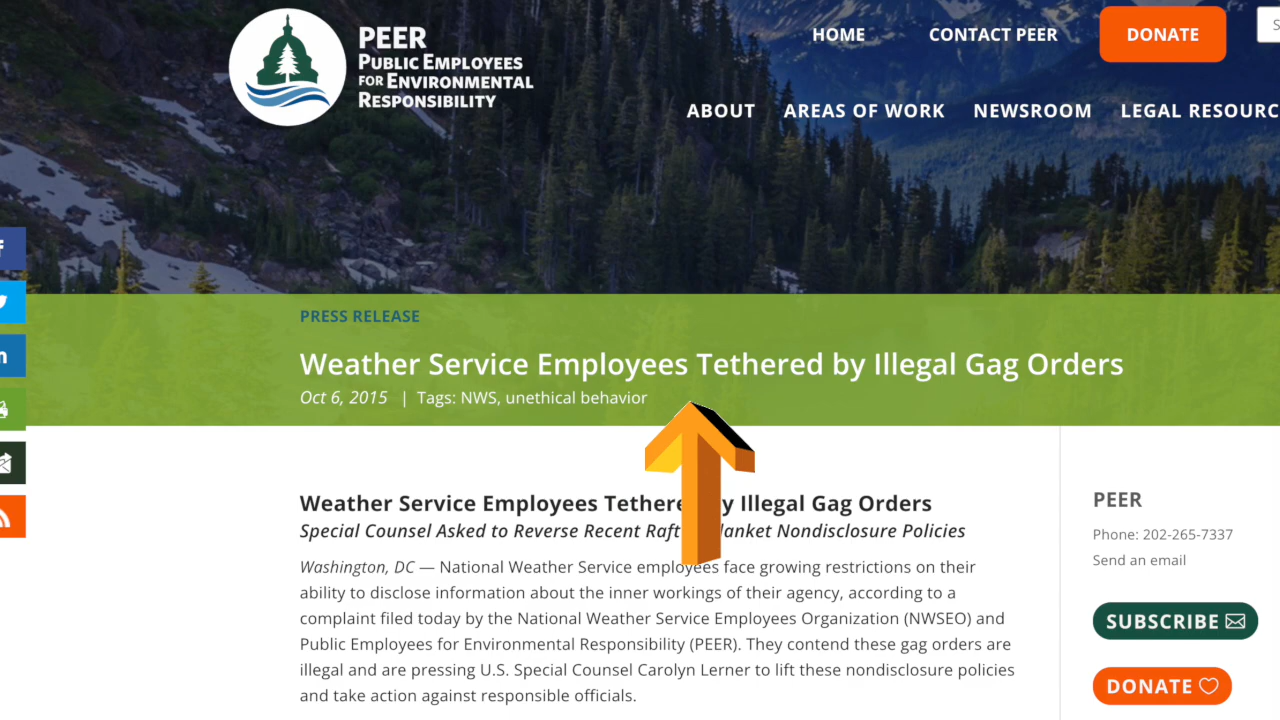 PEER
PUBLIC EMPLOYEES
FOR ENVIRONMENTAL
RESPONSIBILITY
HOME
CONTACT PEER
DONATE
ABOUT
AREAS OF WORK
NEWSROOM
LEGAL RESOURC
PRESS RELEASE
Weather Service Employees Tethered by Illegal Gag Orders
Oct 6, 2015 | Tags: NWS, unethical behavior
Weather Service Employees Tethere y Illegal Gag Orders
Special Counsel Asked to Reverse Recent Raft lanket Nondisclosure Policies
Washington, DC — National Weather Service employees face growing restrictions on their
ability to disclose information about the inner workings of their agency, according to a
complaint filed today by the National Weather Service Employees Organization (NWSEO) and
Public Employees for Environmental Responsibility (PEER). They contend these gag orders are
illegal and are pressing U.S. Special Counsel Carolyn Lerner to lift these nondisclosure policies
and take action against responsible officials.
PEER
Phone: 202-265-7337
Send an email
SUBSCRIBE
DONATE